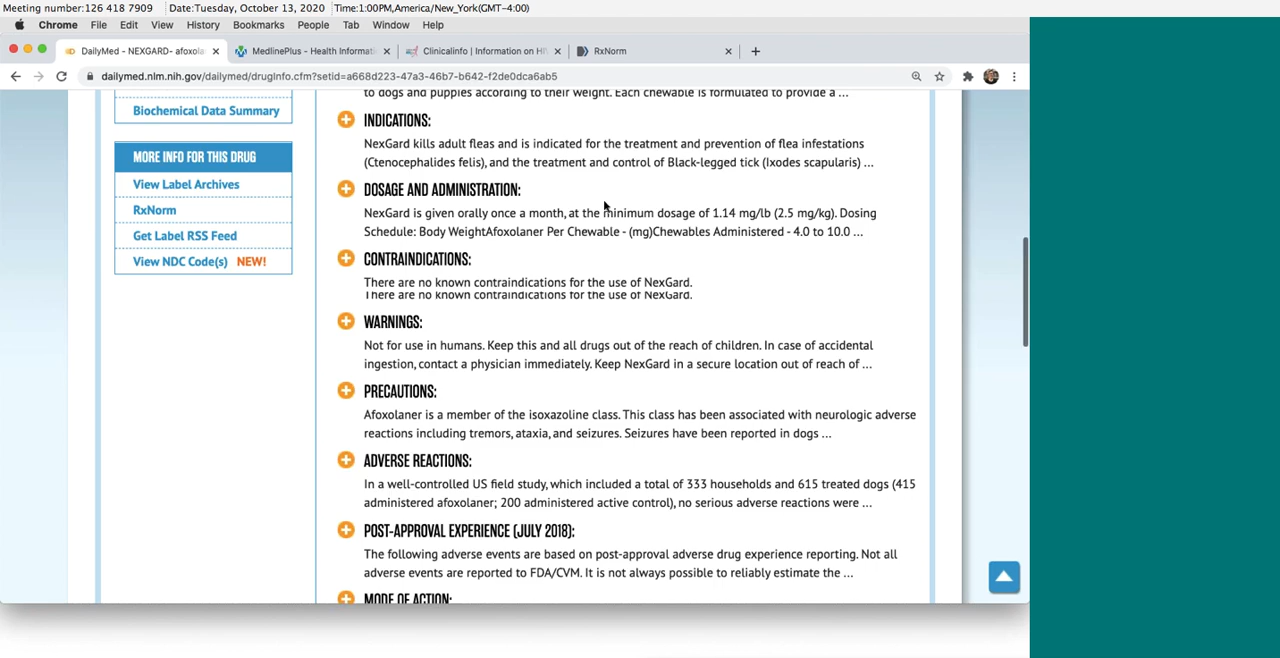 Meeting number:126 418 7909 Date:Tuesday, October 13, 2020 Time:1:00PM,America/New_York(GMT-4:00)
Chrome File Edit View History Bookmarks People Tab Window Help
DailyMed - NEXGARD- afoxola MedlinePlus - Health Informati Clinicalinfo | Information on HI RxNorm
dailymed.nlm.nih.gov/dailymed/drugInfo.cfm?setid=a668d223-47a3-46b7-b642-f2de0dca6ab5
Biochemical Data Summary
MORE INFO FOR THIS DRUG
View Label Archives
RxNorm
Get Label RSS Feed
View NDC Code(s) NEW!
to dogs and puppies according to their weight. Each chewable is formulated to provide a ...
INDICATIONS:
NexGard kills adult fleas and is indicated for the treatment and prevention of flea infestations
(Ctenocephalides felis), and the treatment and control of Black-legged tick (Ixodes scapularis) ...
DOSAGE AND ADMINISTRATION:
NexGard is given orally once a month, at the minimum dosage of 1.14 mg/lb (2.5 mg/kg). Dosing
Schedule: Body WeightAfoxolaner Per Chewable - (mg)Chewables Administered - 4.0 to 10.0 ...
CONTRAINDICATIONS:
There are no known contraindications for the use of NexGard.
There are no known contraindications for the use of NexGard.
WARNINGS:
Not for use in humans. Keep this and all drugs out of the reach of children. In case of accidental
ingestion, contact a physician immediately. Keep NexGard in a secure location out of reach of ...
PRECAUTIONS:
Afoxolaner is a member of the isoxazoline class. This class has been associated with neurologic adverse
reactions including tremors, ataxia, and seizures. Seizures have been reported in dogs ...
ADVERSE REACTIONS:
In a well-controlled US field study, which included a total of 333 households and 615 treated dogs (415
administered afoxolaner; 200 administered active control), no serious adverse reactions were ...
POST-APPROVAL EXPERIENCE (JULY 2018):
The following adverse events are based on post-approval adverse drug experience reporting. Not all
adverse events are reported to FDA/CVM. It is not always possible to reliably estimate the ...
MODE OF ACTION: